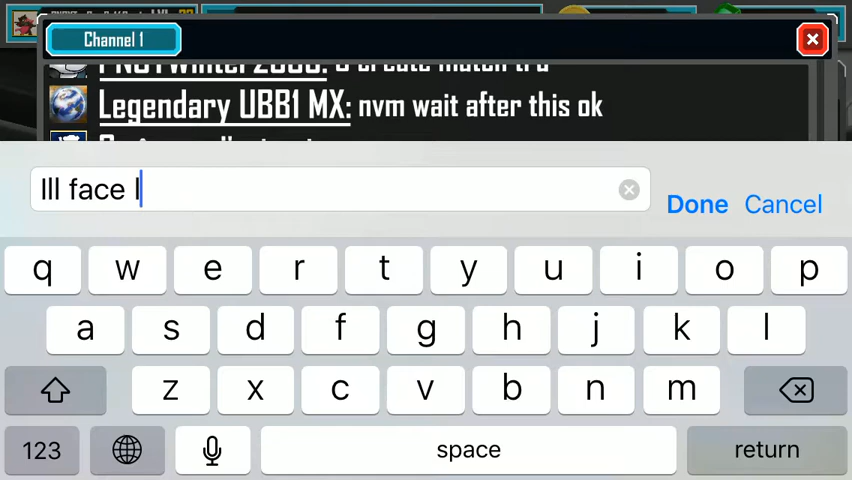 Channel 1
Legendary UBB1 MX: nvm wait after this ok
Ill face l
Done Cancel
q w e r t y u i o p
a s d f g h j k l
z x c v b n m
123 space return